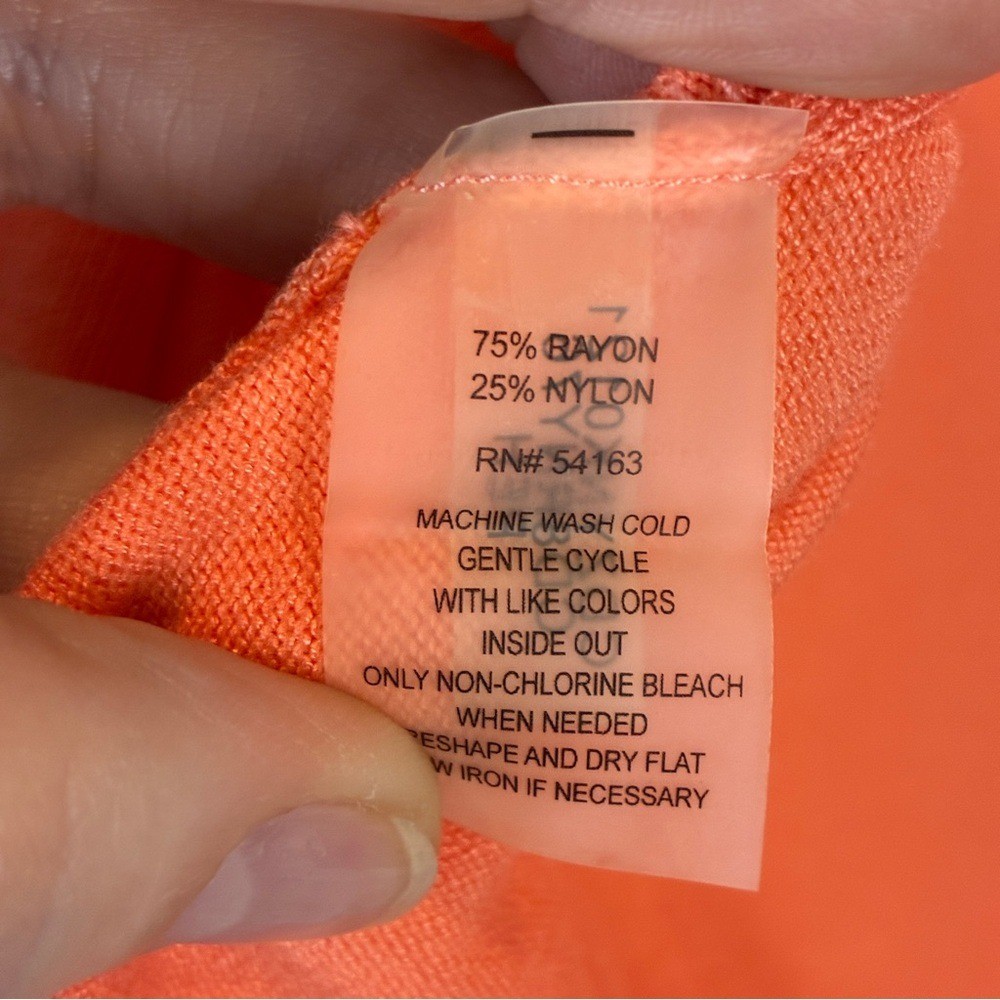 75% RAYON
25% NYLON
RN# 54163
MACHINE WASH COLD
GENTLE CYCLE
WITH LIKE COLORS
INSIDE OUT
ONLY NON-CHLORINE BLEACH
WHEN NEEDED
RESHAPE AND DRY FLAT
IRON IF NECESSARY